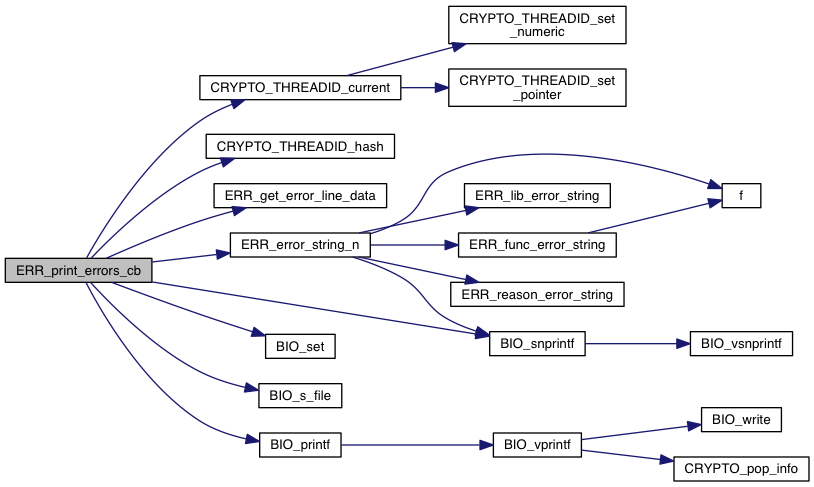 CRYPTO_THREADID_set
_numeric
CRYPTO_THREADID_current
CRYPTO_THREADID_set
_pointer
CRYPTO_THREADID_hash
ERR_get_error_line_data
ERR_lib_error_string
f
ERR_error_string_n
ERR_func_error_string
ERR_print_errors_cb
ERR_reason_error_string
BIO_set
BIO_snprintf
BIO_vsnprintf
BIO_s_file
BIO_write
BIO_printf
BIO_vprintf
CRYPTO_pop_info